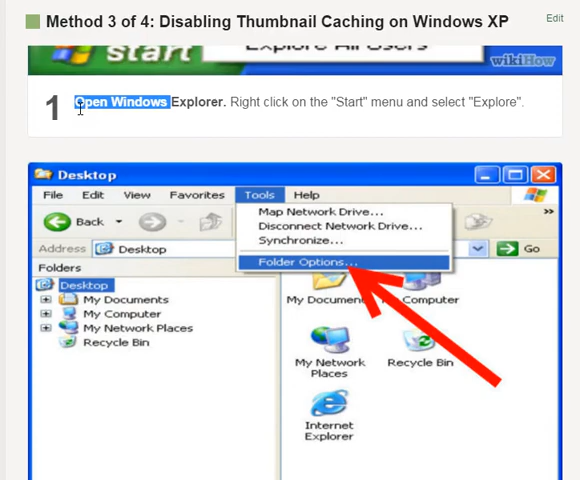 Method 3 of 4: Disabling Thumbnail Caching on Windows XP
Edit
start
Explore All Users
wikiHow
1 Open Windows Explorer. Right click on the "Start" menu and select "Explore".
Desktop
File Edit View Favorites Tools Help
Back
Map Network Drive...
Disconnect Network Drive...
Synchronize...
Folder Options...
Address Desktop
Go
Folders
Desktop
My Documents
My Computer
My Network Places
Recycle Bin
My Document
Computer
My Network
Places
Recycle Bin
Internet
Explorer